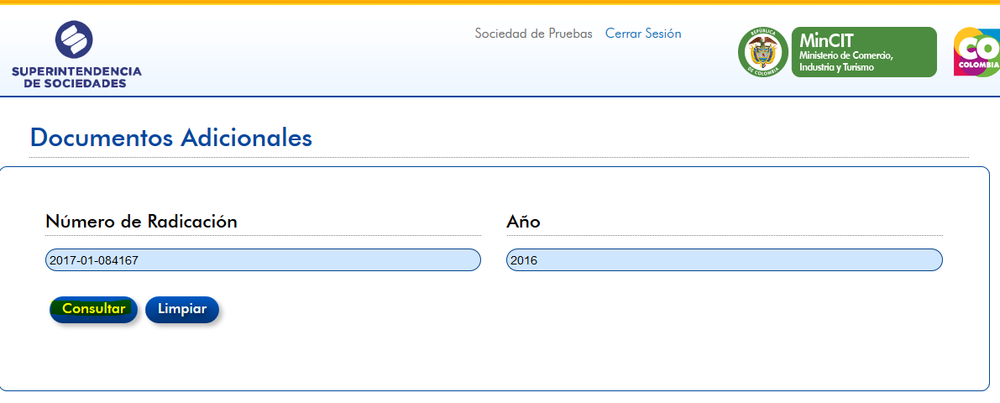 Sociedad de Pruebas Cerrar Sesión
SUPERINTENDENCIA
DE SOCIEDADES
REPÚBLICA
DE COLOMBIA
MinCIT
Ministerio de Comercio,
Industria y Turismo
CO
COLOMBIA
Documentos Adicionales
Número de Radicación
Año
2017-01-084167
2016
Consultar
Limpiar